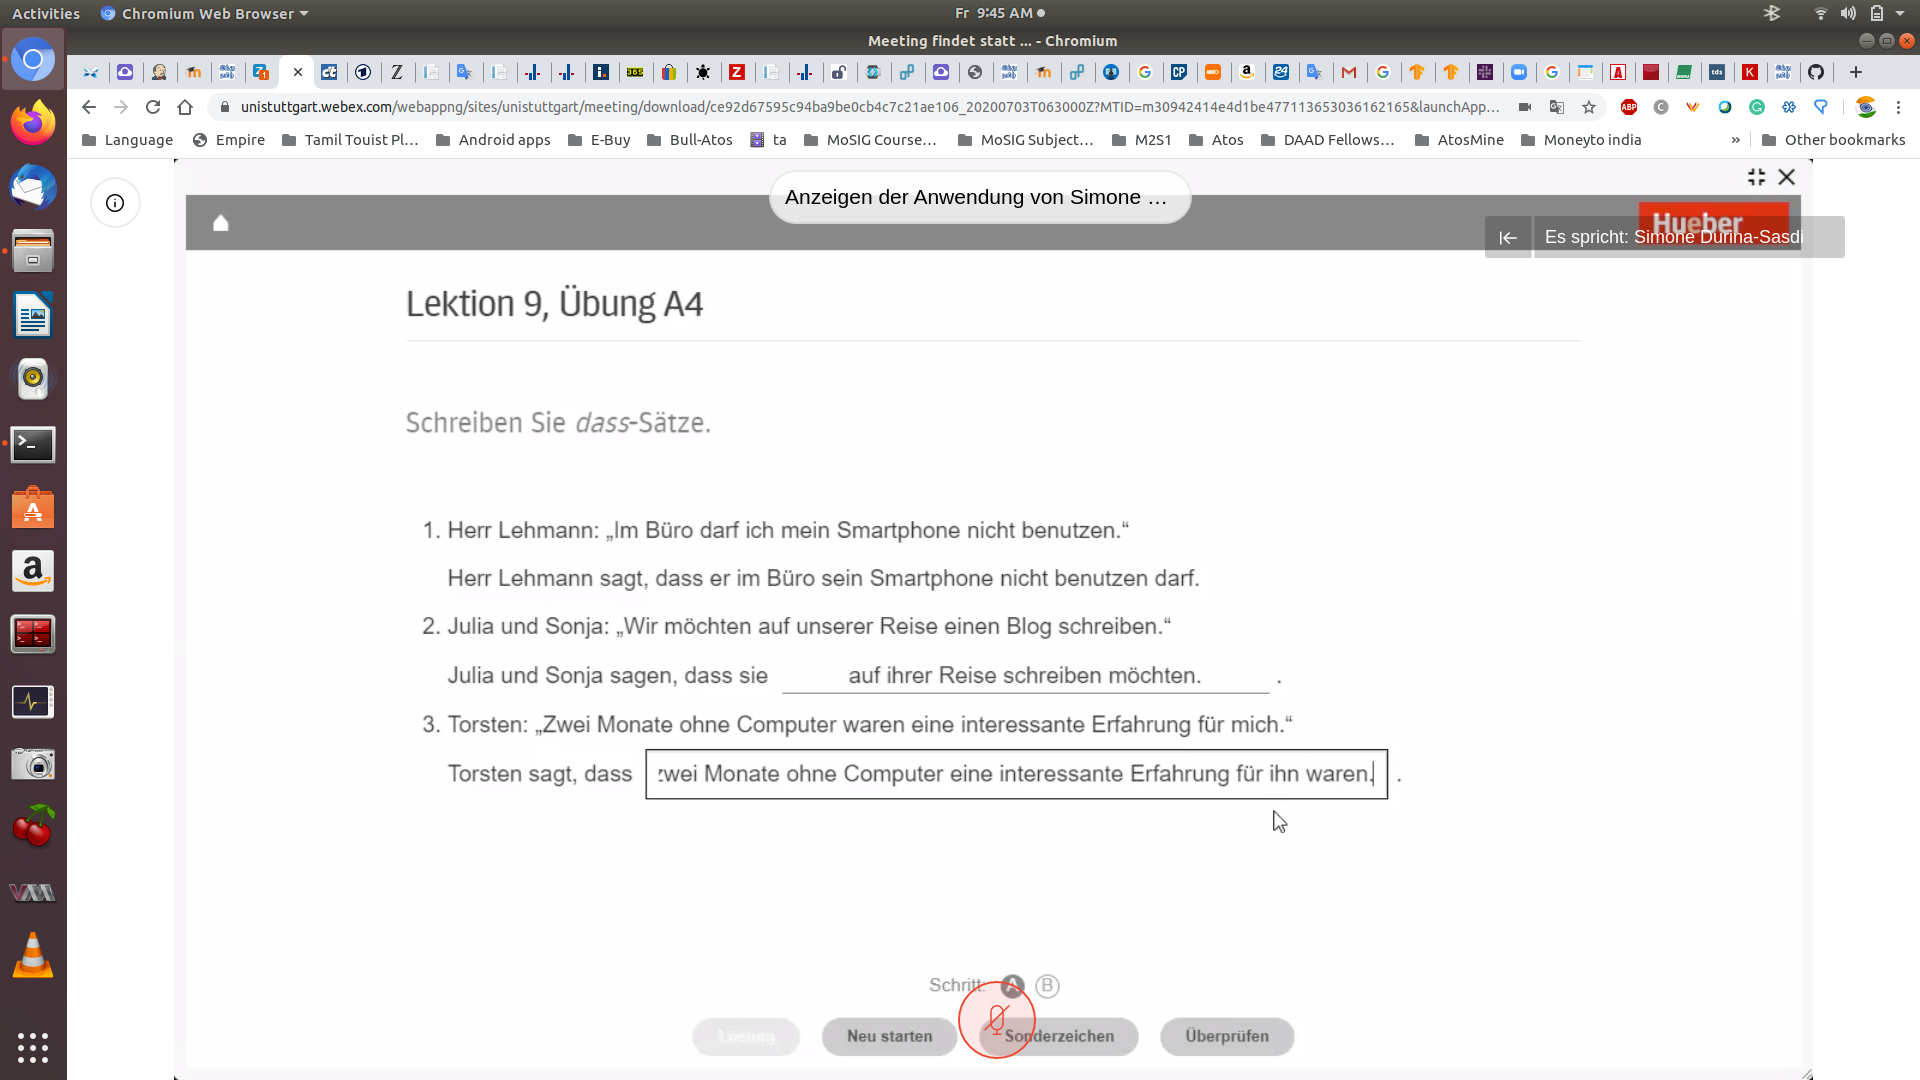 Activities Chromium Web Browser Fr 9:45 AM
Meeting findet statt ... - Chromium
unistuttgart.webex.com/webappng/sites/unistuttgart/meeting/download/ce92d67595c94ba9be0cb4c7c21ae106_20200703T063000Z?MTID=m30942414e4d1be477113653036162165&launchApp...
Language Empire Tamil Touist Pl... Android apps E-Buy Bull-Atos ta MoSIG Course... MoSIG Subject... M2S1 Atos DAAD Fellows... AtosMine Moneyto india » Other bookmarks
Anzeigen der Anwendung von Simone ...
Hueber
Es spricht: Simone Duriha-Sasdi
Lektion 9, Übung A4
Schreiben Sie dass-Sätze.
1. Herr Lehmann: „Im Büro darf ich mein Smartphone nicht benutzen.“
Herr Lehmann sagt, dass er im Büro sein Smartphone nicht benutzen darf.
2. Julia und Sonja: „Wir möchten auf unserer Reise einen Blog schreiben.“
Julia und Sonja sagen, dass sie auf ihrer Reise schreiben möchten. .
3. Torsten: „Zwei Monate ohne Computer waren eine interessante Erfahrung für mich.“
Torsten sagt, dass zwei Monate ohne Computer eine interessante Erfahrung für ihn waren. .
Schritt: A B
Lösung Neu starten Sonderzeichen Überprüfen